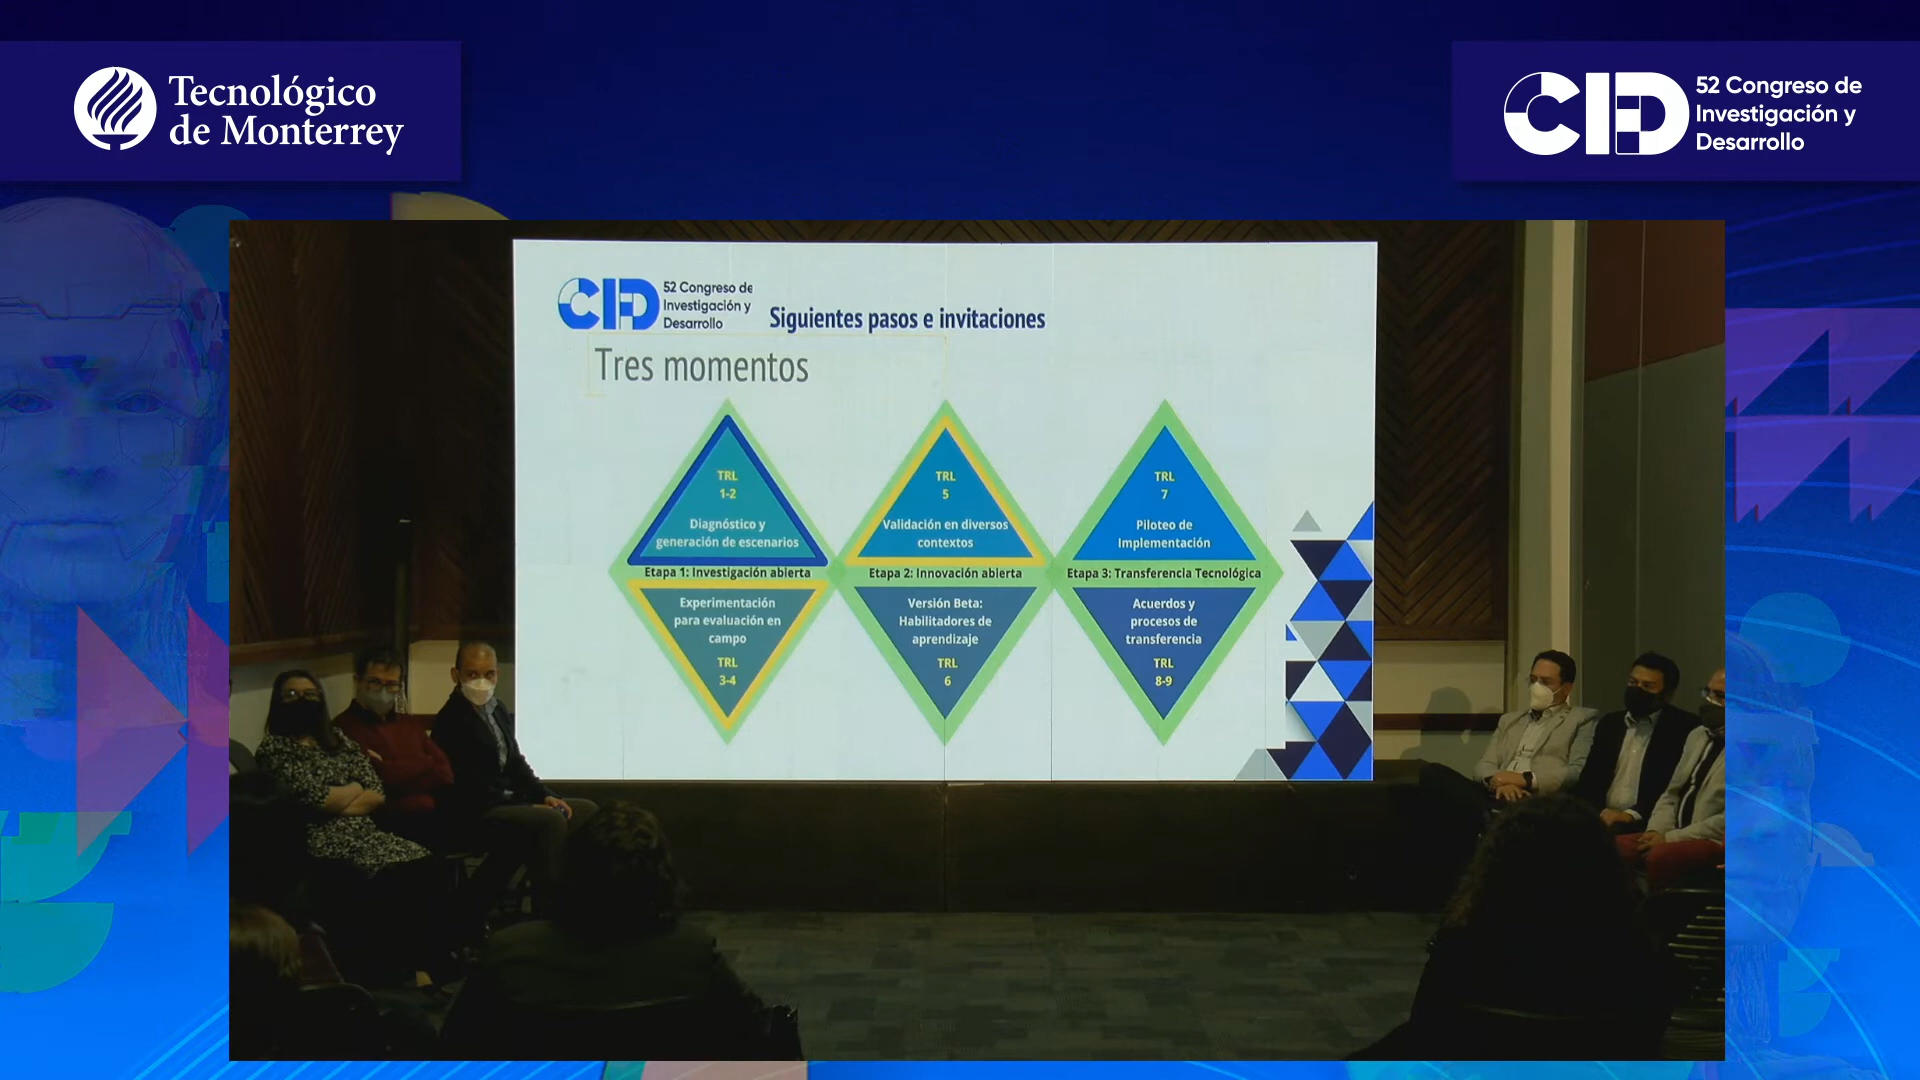 Tecnológico
de Monterrey
CID
52 Congreso de
Investigación y
Desarrollo
CID
52 Congreso de
Investigación y
Desarrollo
Siguientes pasos e invitaciones
Tres momentos
TRL
1-2
Diagnóstico y
generación de escenarios
Etapa 1: Investigación abierta
Experimentación
para evaluación en
campo
TRL
3-4
TRL
5
Validación en diversos
contextos
Etapa 2: Innovación abierta
Versión Beta:
Habilitadores de
aprendizaje
TRL
6
TRL
7
Piloteo de
Implementación
Etapa 3: Transferencia Tecnológica
Acuerdos y
procesos de
transferencia
TRL
8-9